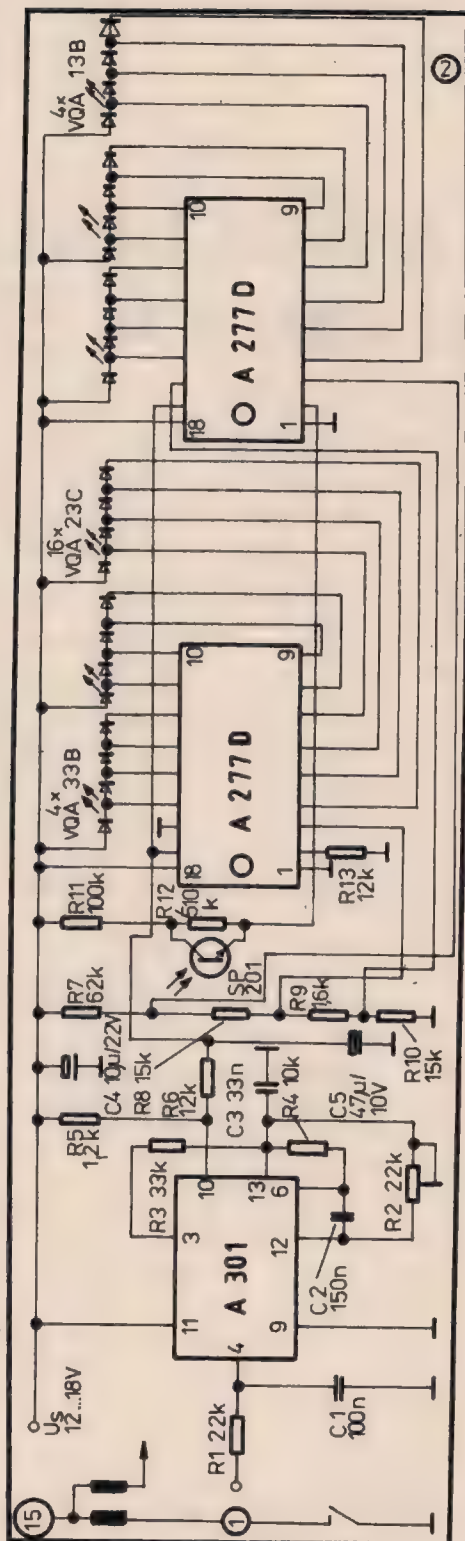 15
1
U_S
12...18V
R1 22k
C1
100n
11
4
9
3
A 301
12
10
13
6
R5
1,2k
C4 10µ/22V
R3 33k
R6
12k
C3 33n
10k
R4
C2
150n
R2 22k
R7
62k
R8
15k
R9
1,6k
C5
47µ/
10V
R10
15k
R11
100k
R12
510
k
SP
201
R13
12k
4x
VQA 33B
18
10
A 277 D
1
9
16x
VQA 23C
18
10
A 277 D
1
9
4x
VQA 13B
2